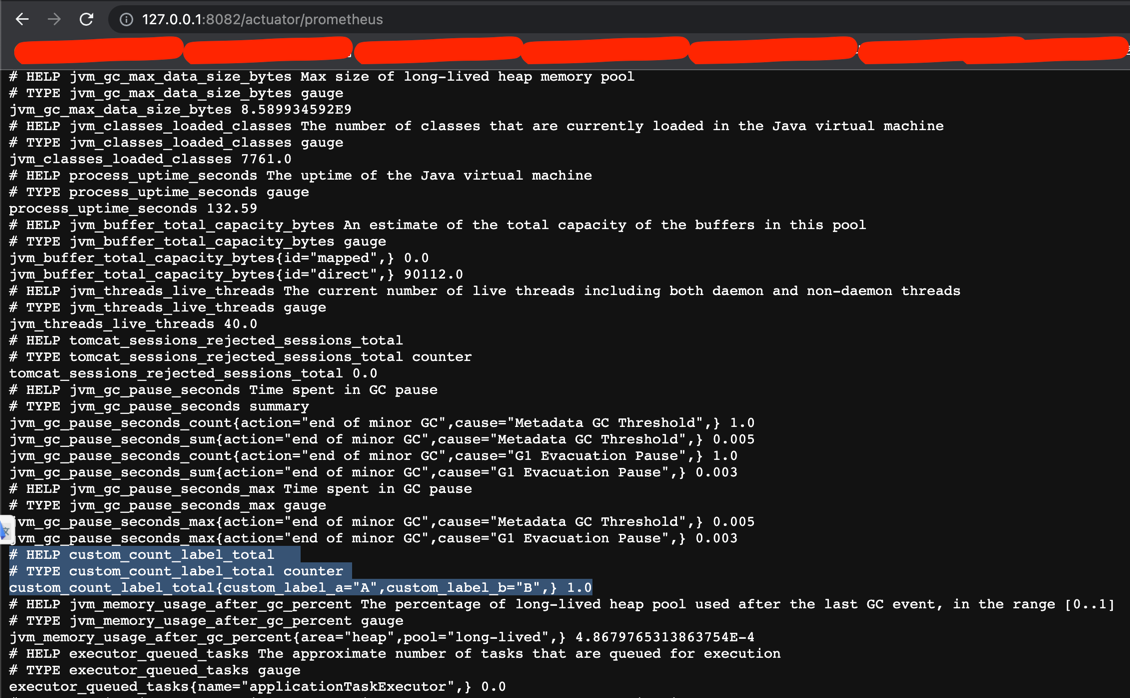 127.0.0.1:8082/actuator/prometheus
# HELP jvm_gc_max_data_size_bytes Max size of long-lived heap memory pool
# TYPE jvm_gc_max_data_size_bytes gauge
jvm_gc_max_data_size_bytes 8.589934592E9
# HELP jvm_classes_loaded_classes The number of classes that are currently loaded in the Java virtual machine
# TYPE jvm_classes_loaded_classes gauge
jvm_classes_loaded_classes 7761.0
# HELP process_uptime_seconds The uptime of the Java virtual machine
# TYPE process_uptime_seconds gauge
process_uptime_seconds 132.59
# HELP jvm_buffer_total_capacity_bytes An estimate of the total capacity of the buffers in this pool
# TYPE jvm_buffer_total_capacity_bytes gauge
jvm_buffer_total_capacity_bytes{id="mapped",} 0.0
jvm_buffer_total_capacity_bytes{id="direct",} 90112.0
# HELP jvm_threads_live_threads The current number of live threads including both daemon and non-daemon threads
# TYPE jvm_threads_live_threads gauge
jvm_threads_live_threads 40.0
# HELP tomcat_sessions_rejected_sessions_total
# TYPE tomcat_sessions_rejected_sessions_total counter
tomcat_sessions_rejected_sessions_total 0.0
# HELP jvm_gc_pause_seconds Time spent in GC pause
# TYPE jvm_gc_pause_seconds summary
jvm_gc_pause_seconds_count{action="end of minor GC",cause="Metadata GC Threshold",} 1.0
jvm_gc_pause_seconds_sum{action="end of minor GC",cause="Metadata GC Threshold",} 0.005
jvm_gc_pause_seconds_count{action="end of minor GC",cause="G1 Evacuation Pause",} 1.0
jvm_gc_pause_seconds_sum{action="end of minor GC",cause="G1 Evacuation Pause",} 0.003
# HELP jvm_gc_pause_seconds_max Time spent in GC pause
# TYPE jvm_gc_pause_seconds_max gauge
jvm_gc_pause_seconds_max{action="end of minor GC",cause="Metadata GC Threshold",} 0.005
jvm_gc_pause_seconds_max{action="end of minor GC",cause="G1 Evacuation Pause",} 0.003
# HELP custom_count_label_total
# TYPE custom_count_label_total counter
custom_count_label_total{custom_label_a="A",custom_label_b="B",} 1.0
# HELP jvm_memory_usage_after_gc_percent The percentage of long-lived heap pool used after the last GC event, in the range [0..1]
# TYPE jvm_memory_usage_after_gc_percent gauge
jvm_memory_usage_after_gc_percent{area="heap",pool="long-lived",} 4.8679765313863754E-4
# HELP executor_queued_tasks The approximate number of tasks that are queued for execution
# TYPE executor_queued_tasks gauge
executor_queued_tasks{name="applicationTaskExecutor",} 0.0